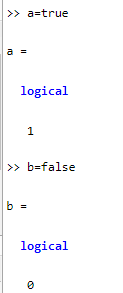 >> a=true
a =
logical
1
>> b=false
b =
logical
0